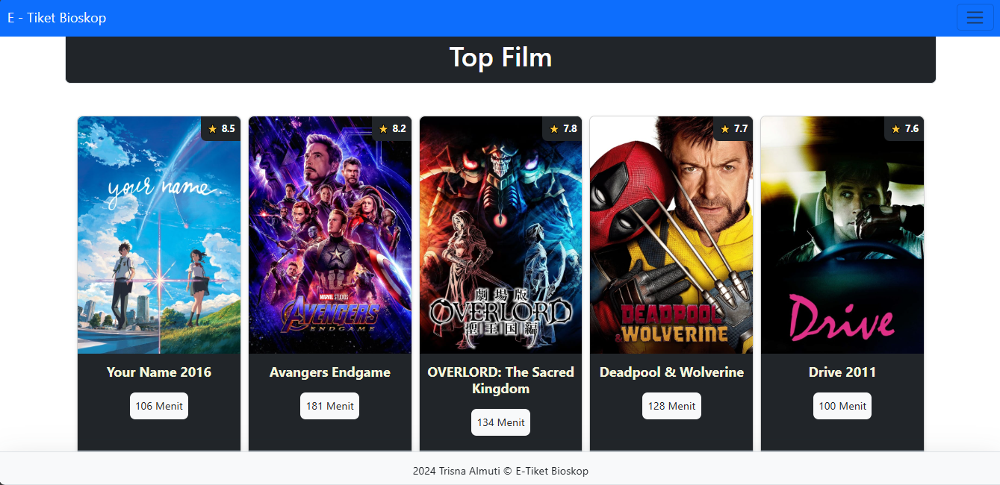 E - Tiket Bioskop
Top Film
★ 8.5
★ 8.2
★ 7.8
★ 7.7
★ 7.6
your name.
MARVEL STUDIOS
AVENGERS
ENDGAME
劇場版
OVERLORD
聖王国編
DEADPOOL
& WOLVERINE
Drive
Your Name 2016
106 Menit
Avangers Endgame
181 Menit
OVERLORD: The Sacred
Kingdom
134 Menit
Deadpool & Wolverine
128 Menit
Drive 2011
100 Menit
2024 Trisna Almuti © E-Tiket Bioskop